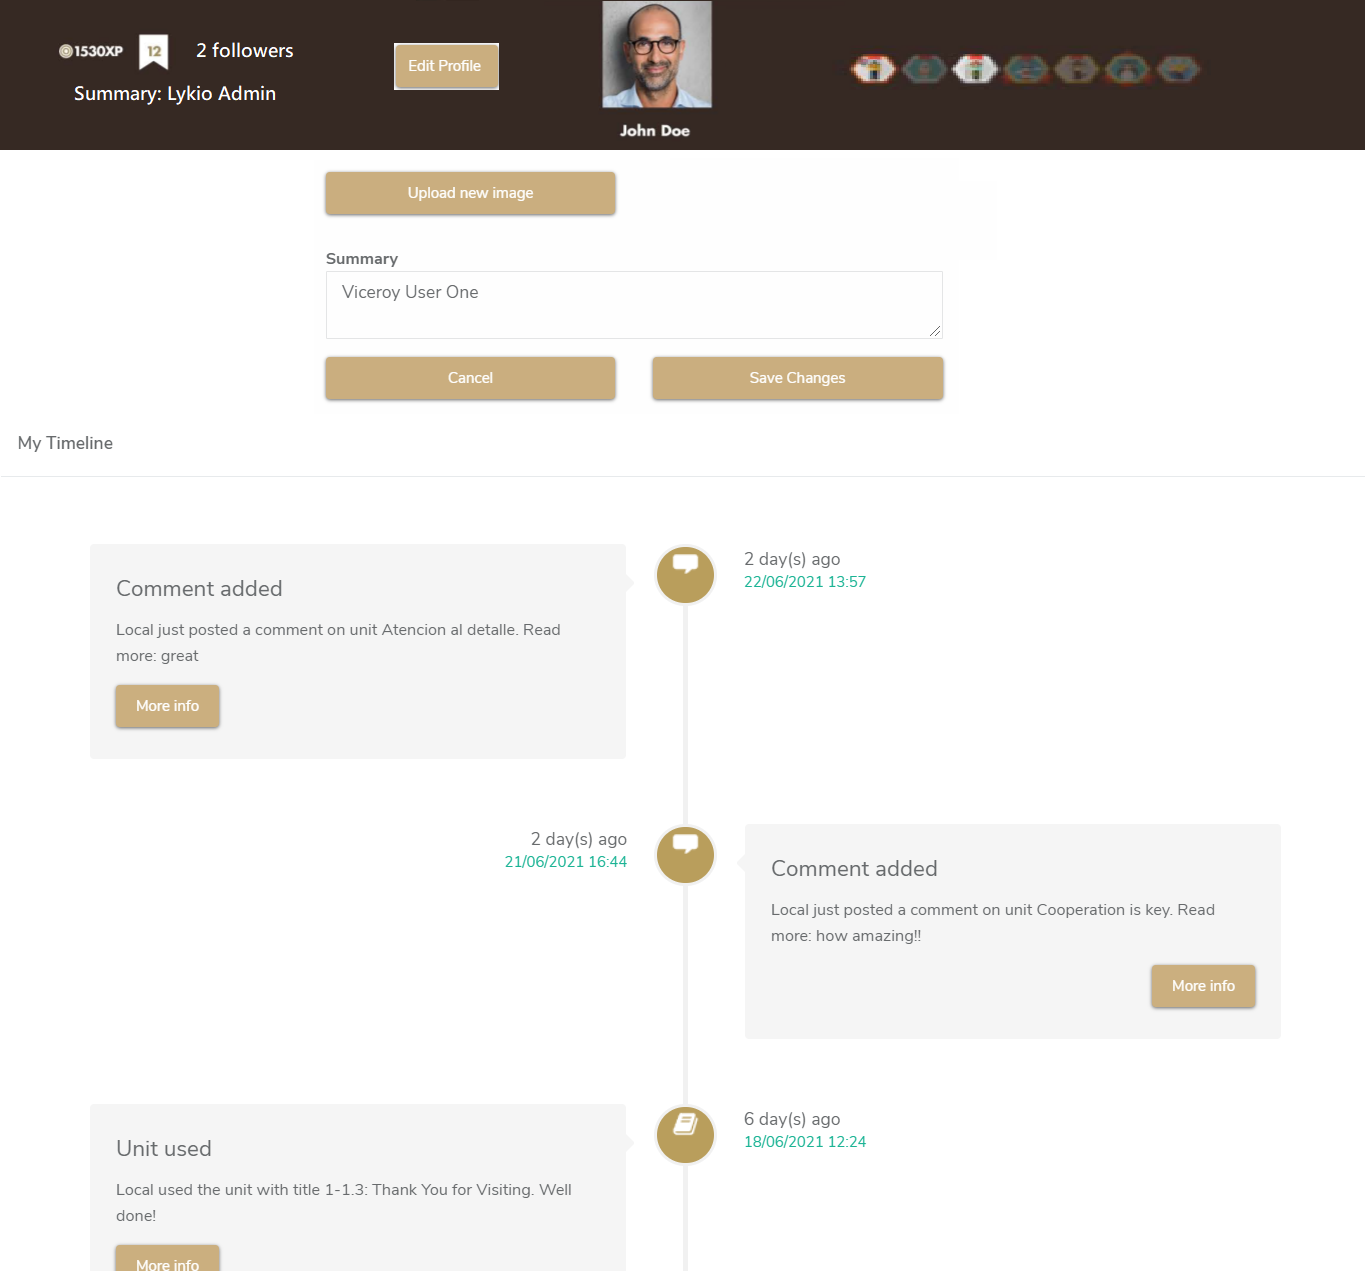 1530XP 12 2 followers
Summary: Lykio Admin
Edit Profile
John Doe
Upload new image
Summary
Viceroy User One
Cancel Save Changes
My Timeline
Comment added
Local just posted a comment on unit Atencion al detalle. Read
more: great
More info
2 day(s) ago
22/06/2021 13:57
2 day(s) ago
21/06/2021 16:44
Comment added
Local just posted a comment on unit Cooperation is key. Read
more: how amazing!!
More info
Unit used
Local used the unit with title 1-1.3: Thank You for Visiting. Well
done!
More info
6 day(s) ago
18/06/2021 12:24